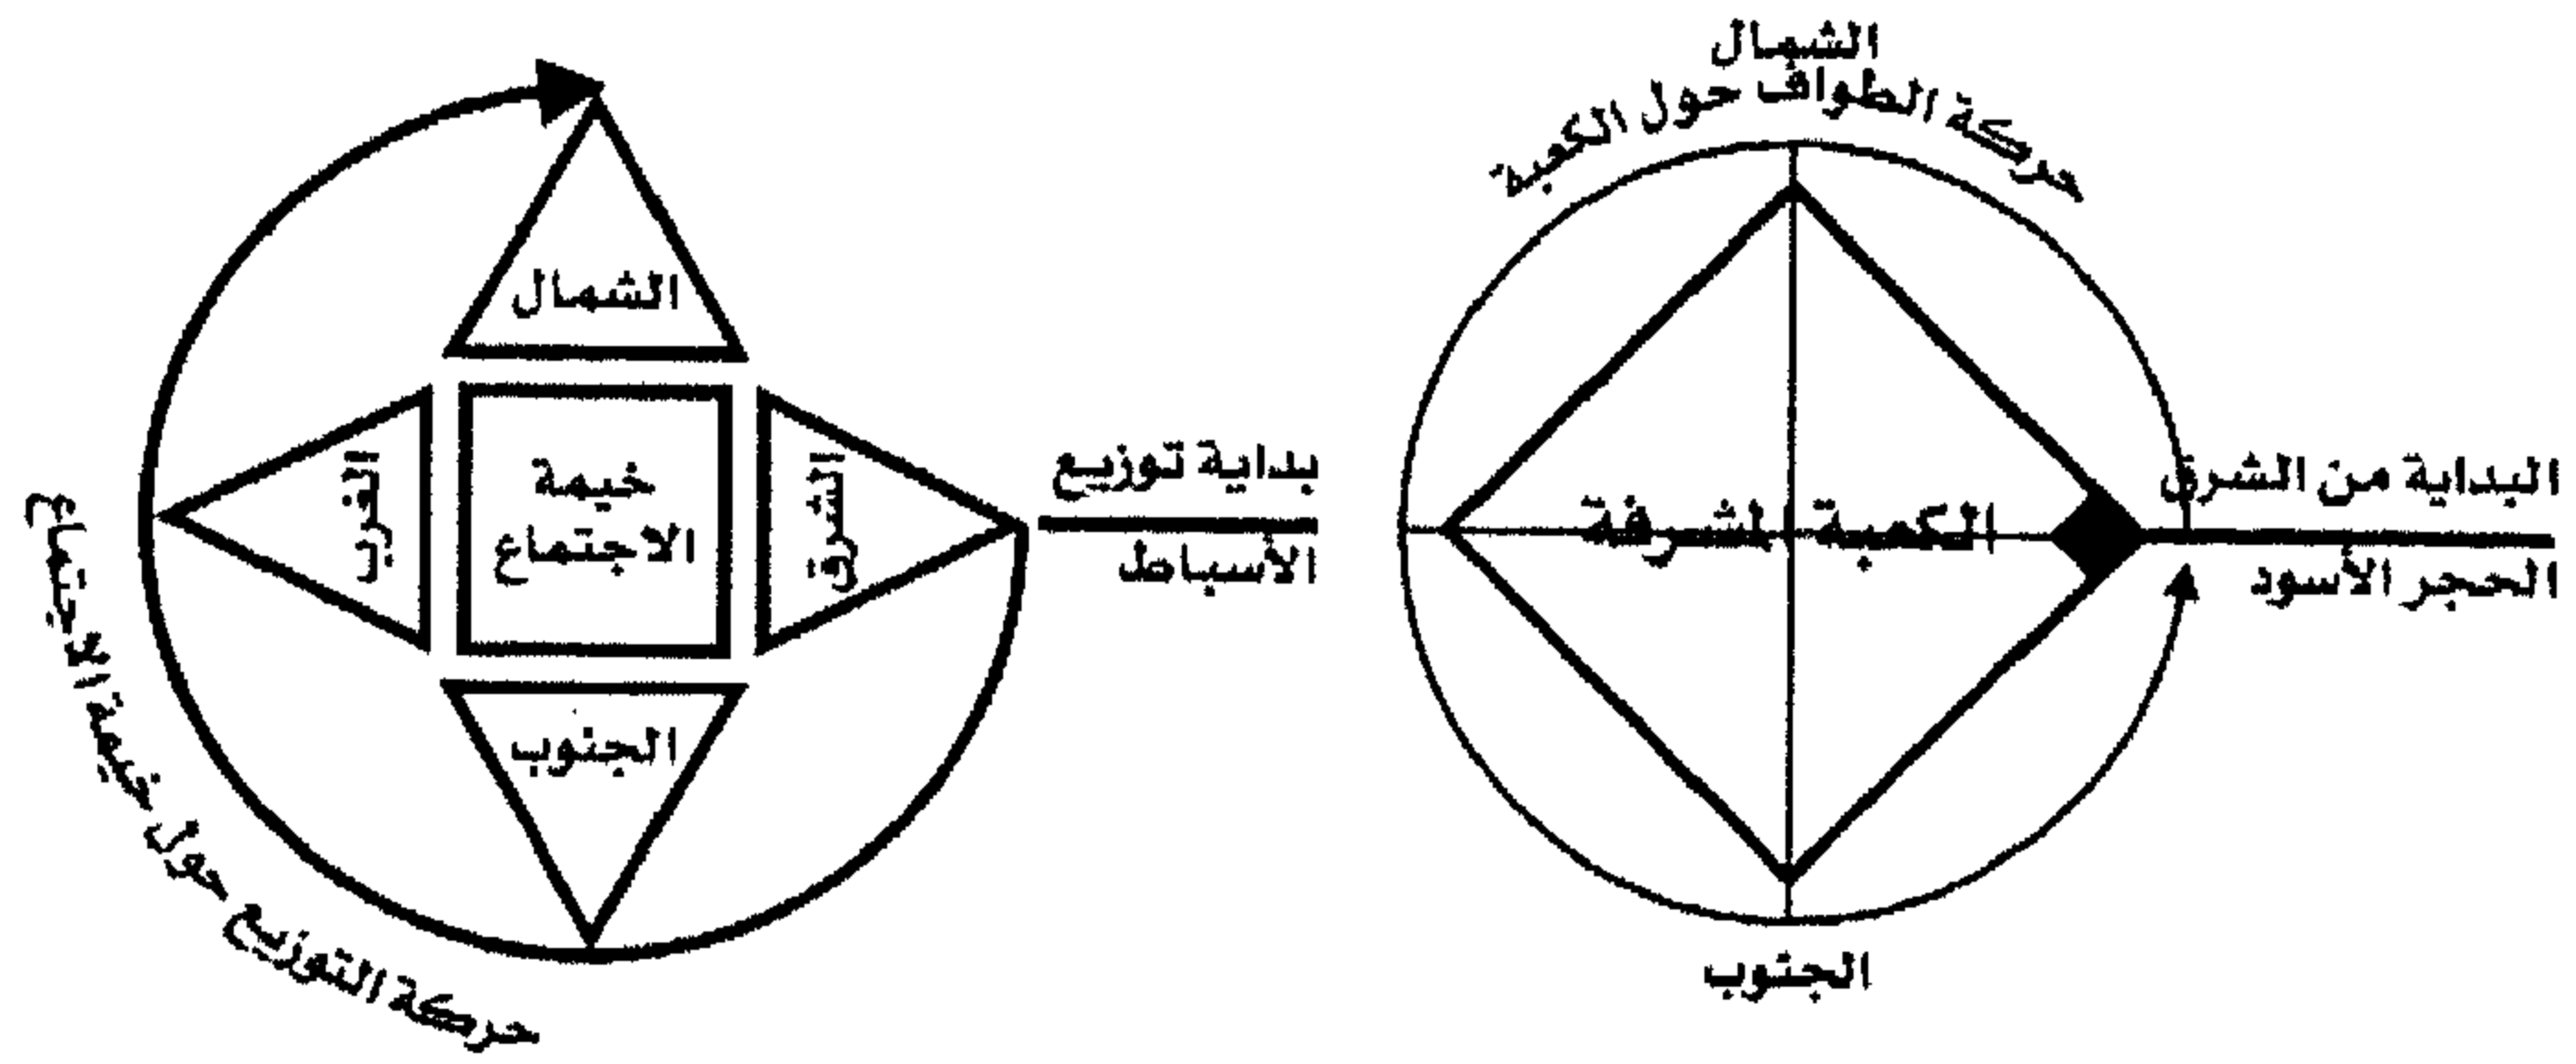 الشمال
حركة الطواف حول الكعبة
البداية من الشرق
الحجر الأسود
الكعبة المشرفة
الجنوب
بداية توزيع
الأسباط
الشمال
الشرق
خيمة
الاجتماع
الغرب
الجنوب
حركة التوزيع حول خيمة الاجتماع